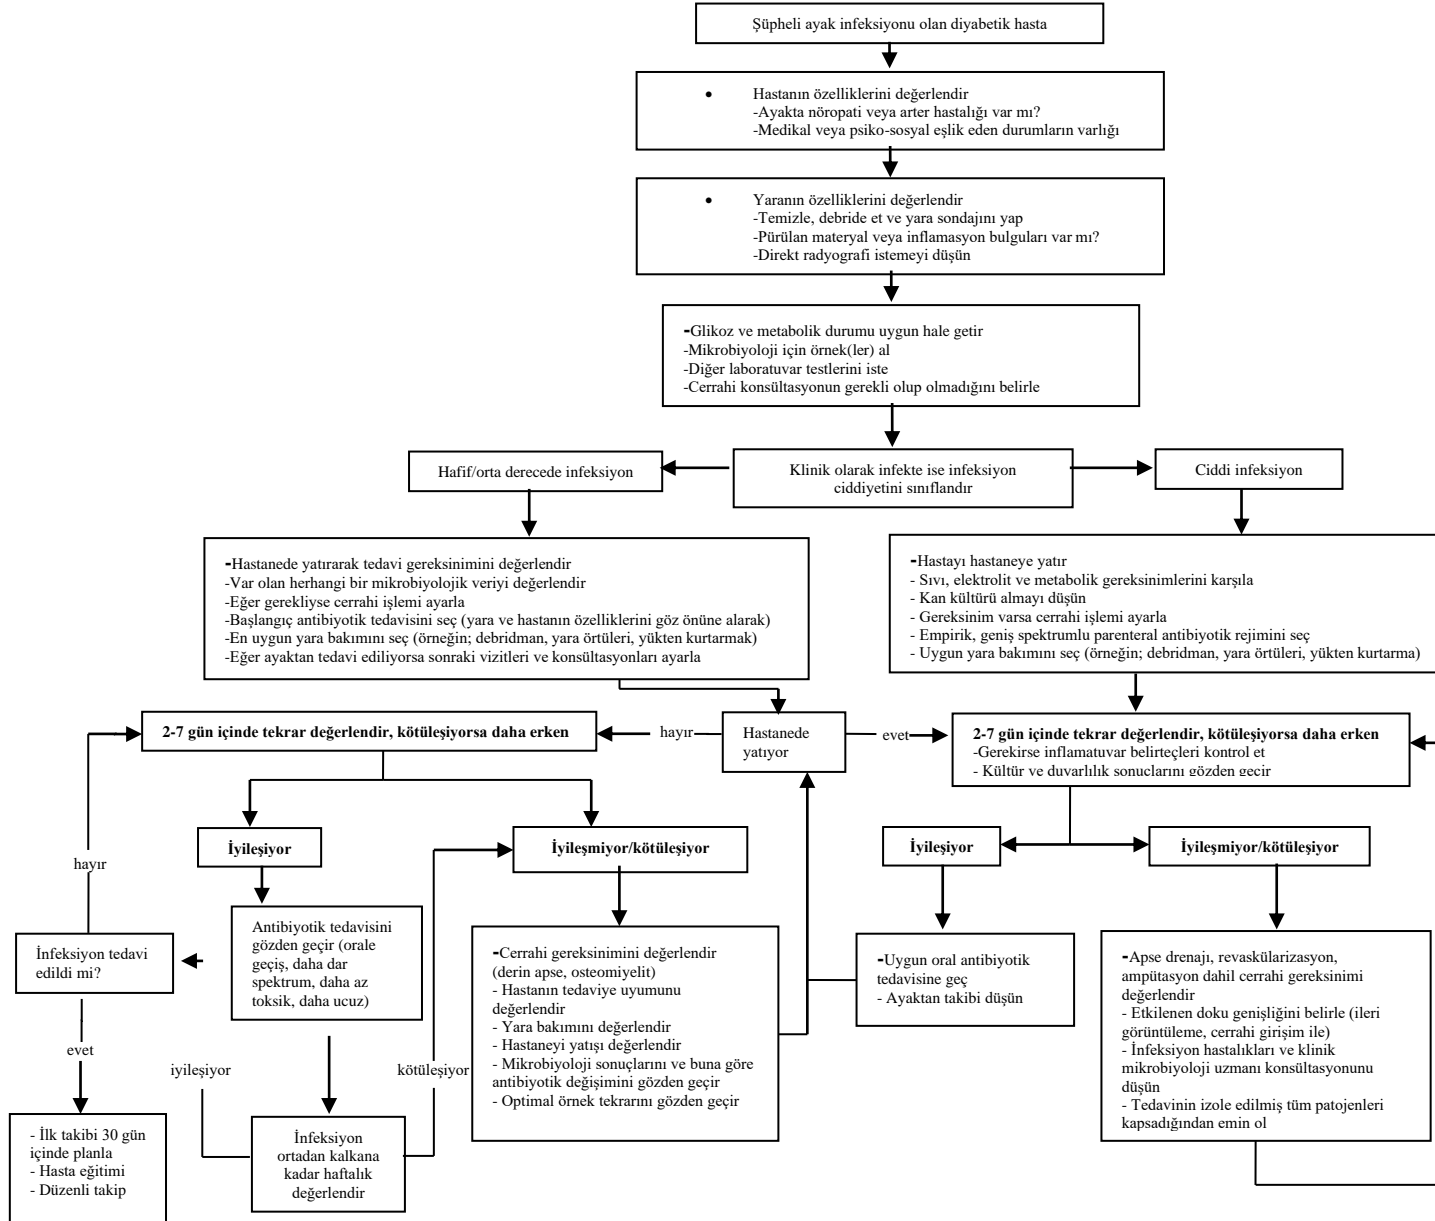 Şüpheli ayak infeksiyonu olan diyabetik hasta
• Hastanın özelliklerini değerlendir
-Ayakta nöropati veya arter hastalığı var mı?
-Medikal veya psiko-sosyal eşlik eden durumların varlığı
• Yaranın özelliklerini değerlendir
-Temizle, debride et ve yara sondajını yap
-Pürülan materyal veya inflamasyon bulguları var mı?
-Direkt radyografi istemeyi düşün
-Glikoz ve metabolik durumu uygun hale getir
-Mikrobiyoloji için örnek(ler) al
-Diğer laboratuvar testlerini iste
-Cerrahi konsültasyonun gerekli olup olmadığını belirle
Hafif/orta derecede infeksiyon
Klinik olarak infekte ise infeksiyon
ciddiyetini sınıflandır
Ciddi infeksiyon
-Hastanede yatırarak tedavi gereksinimini değerlendir
-Var olan herhangi bir mikrobiyolojik veriyi değerlendir
-Eğer gerekliyse cerrahi işlemi ayarla
-Başlangıç antibiyotik tedavisini seç (yara ve hastanın özelliklerini göz önüne alarak)
-En uygun yara bakımını seç (örneğin; debridman, yara örtüleri, yükten kurtarmak)
-Eğer ayaktan tedavi ediliyorsa sonraki vizitleri ve konsültasyonları ayarla
-Hastayı hastaneye yatır
- Sıvı, elektrolit ve metabolik gereksinimlerini karşıla
- Kan kültürü almayı düşün
- Gereksinim varsa cerrahi işlemi ayarla
- Empirik, geniş spektrumlu parenteral antibiyotik rejimini seç
- Uygun yara bakımını seç (örneğin; debridman, yara örtüleri, yükten kurtarma)
2-7 gün içinde tekrar değerlendir, kötüleşiyorsa daha erken
hayır
Hastanede
yatıyor
evet
2-7 gün içinde tekrar değerlendir, kötüleşiyorsa daha erken
-Gerekirse inflamatuvar belirteçleri kontrol et
- Kültür ve duyarlılık sonuçlarını gözden geçir
İyileşiyor
İyileşmiyor/kötüleşiyor
İyileşiyor
İyileşmiyor/kötüleşiyor
hayır
İnfeksiyon tedavi
edildi mi?
Antibiyotik tedavisini
gözden geçir (orale
geçiş, daha dar
spektrum, daha az
toksik, daha ucuz)
-Cerrahi gereksinimini değerlendir
(derin apse, osteomiyelit)
- Hastanın tedaviye uyumunu
değerlendir
- Yara bakımını değerlendir
- Hastaneyi yatışı değerlendir
- Mikrobiyoloji sonuçlarını ve buna göre
antibiyotik değişimini gözden geçir
- Optimal örnek tekrarını gözden geçir
-Uygun oral antibiyotik
tedavisine geç
- Ayaktan takibi düşün
-Apse drenajı, revaskülarizasyon,
ampütasyon dahil cerrahi gereksinimi
değerlendir
- Etkilenen doku genişliğini belirle (ileri
görüntüleme, cerrahi girişim ile)
- İnfeksiyon hastalıkları ve klinik
mikrobiyoloji uzmanı konsültasyonunu
düşün
- Tedavinin izole edilmiş tüm patojenleri
kapsadığından emin ol
evet
iyileşiyor
kötüleşiyor
- İlk takibi 30 gün
içinde planla
- Hasta eğitimi
- Düzenli takip
İnfeksiyon
ortadan kalkana
kadar haftalık
değerlendir